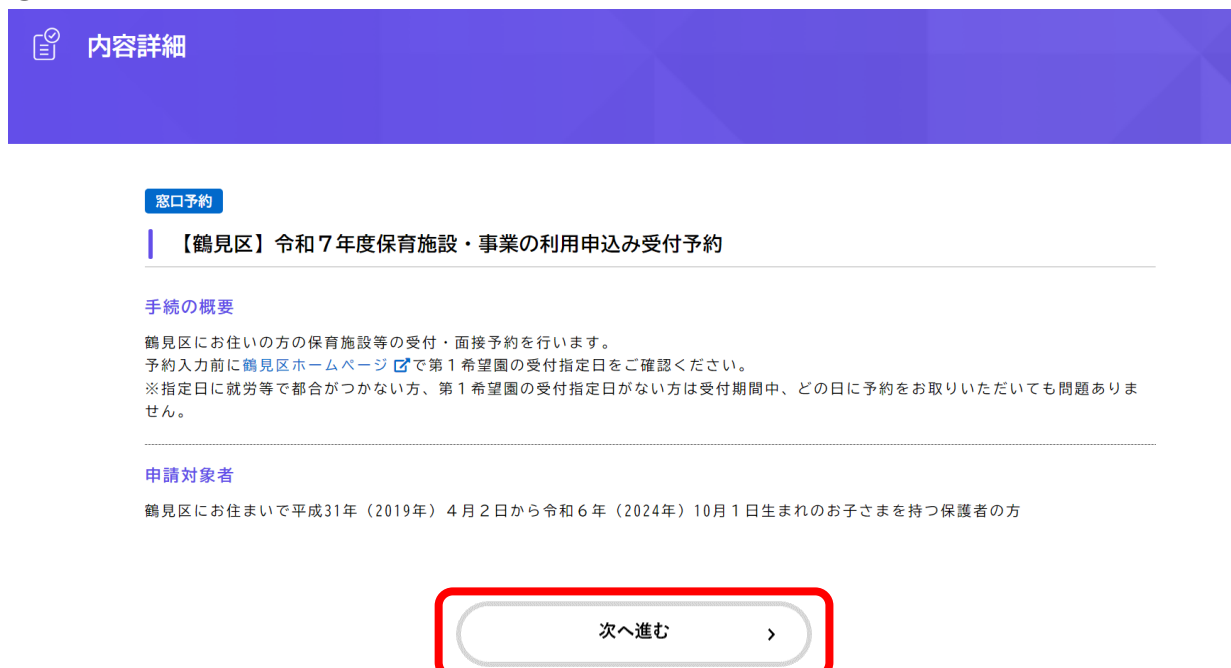 内容詳細
窓口予約
【鶴見区】令和７年度保育施設・事業の利用申込み受付予約
手続の概要
鶴見区にお住いの方の保育施設等の受付・面接予約を行います。
予約入力前に鶴見区ホームページで第１希望園の受付指定日をご確認ください。
※指定日に就労等で都合がつかない方、第１希望園の受付指定日がない方は受付期間中、どの日に予約をお取りいただいても問題ありま
せん。
申請対象者
鶴見区にお住まいで平成31年（2019年）４月２日から令和６年（2024年）10月１日生まれのお子さまを持つ保護者の方
次へ進む